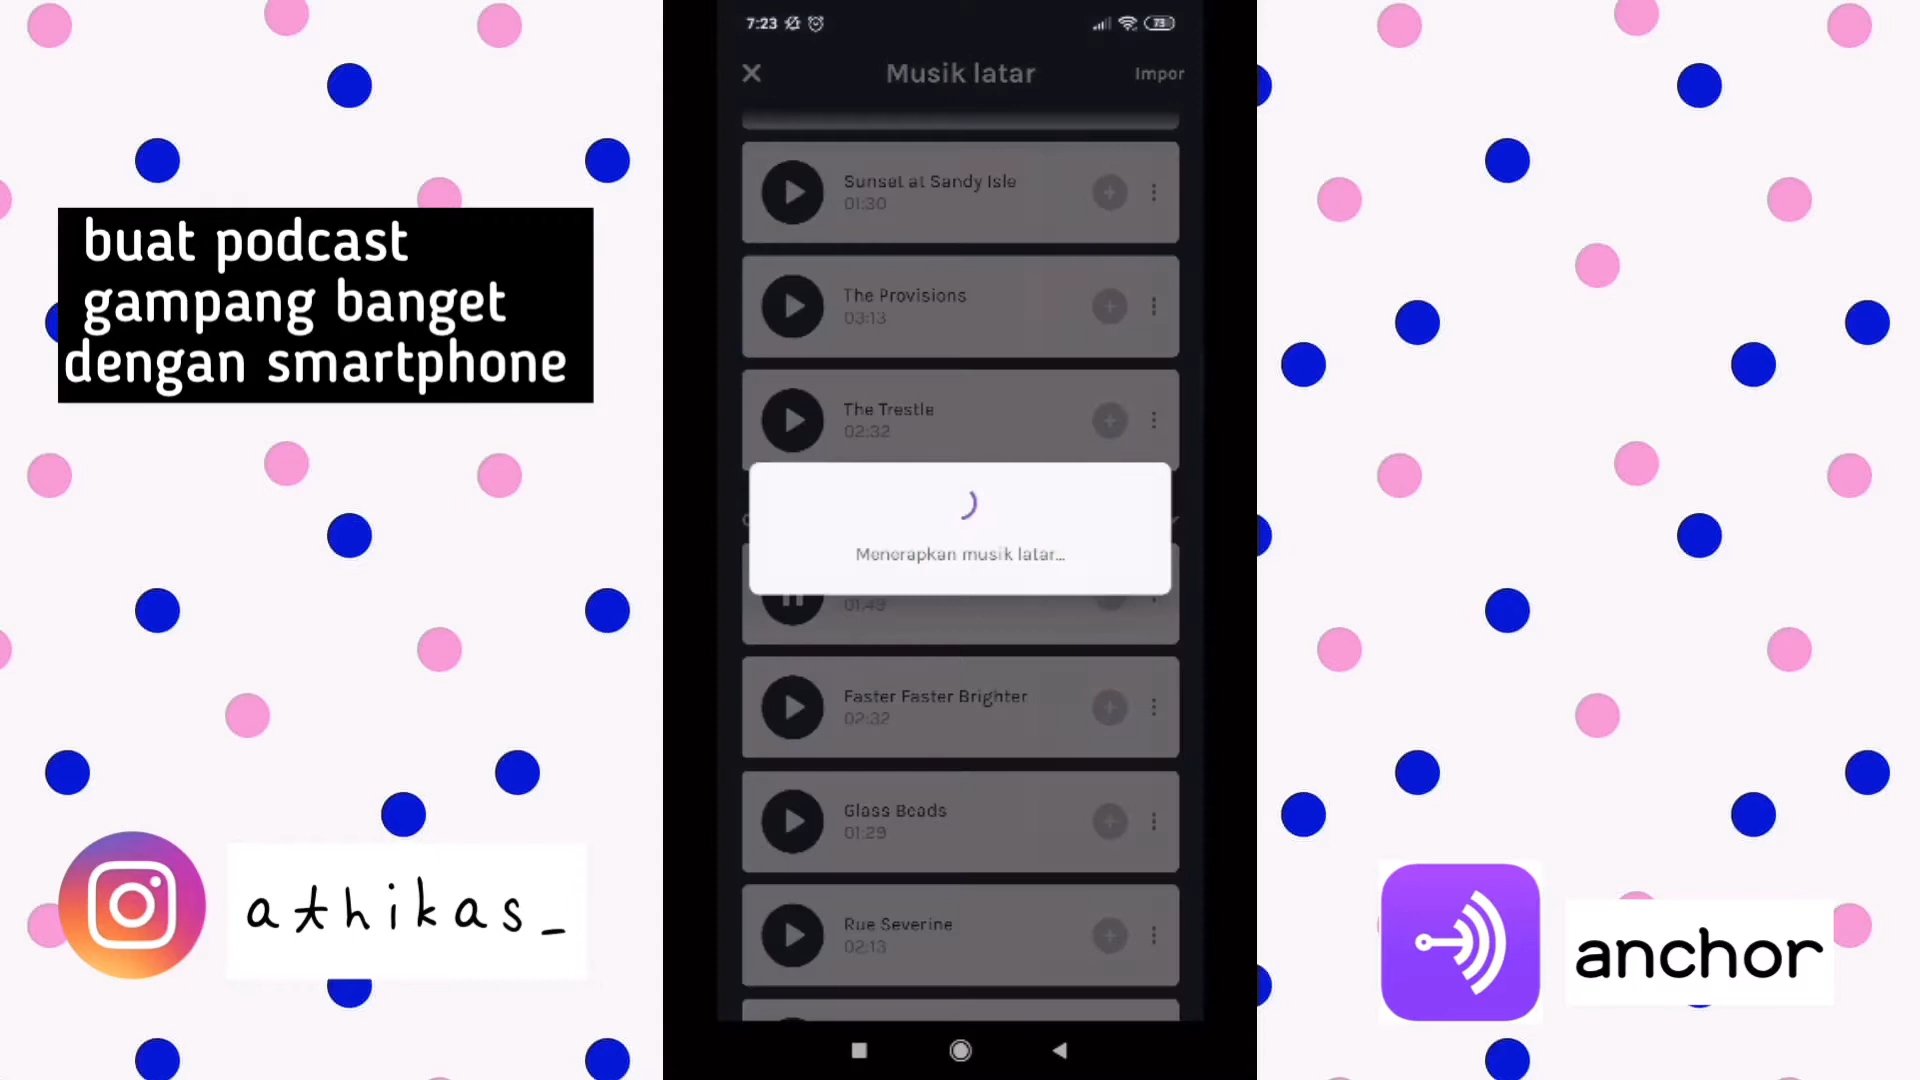 buat podcast
gampang banget
dengan smartphone
7:23
73
Musik latar
Impor
Sunset at Sandy Isle
01:30
The Provisions
03:13
The Trestle
02:32
Menerapkan musik latar...
01:49
Faster Faster Brighter
02:32
Glass Beads
01:29
Rue Severine
02:13
athikas_
anchor